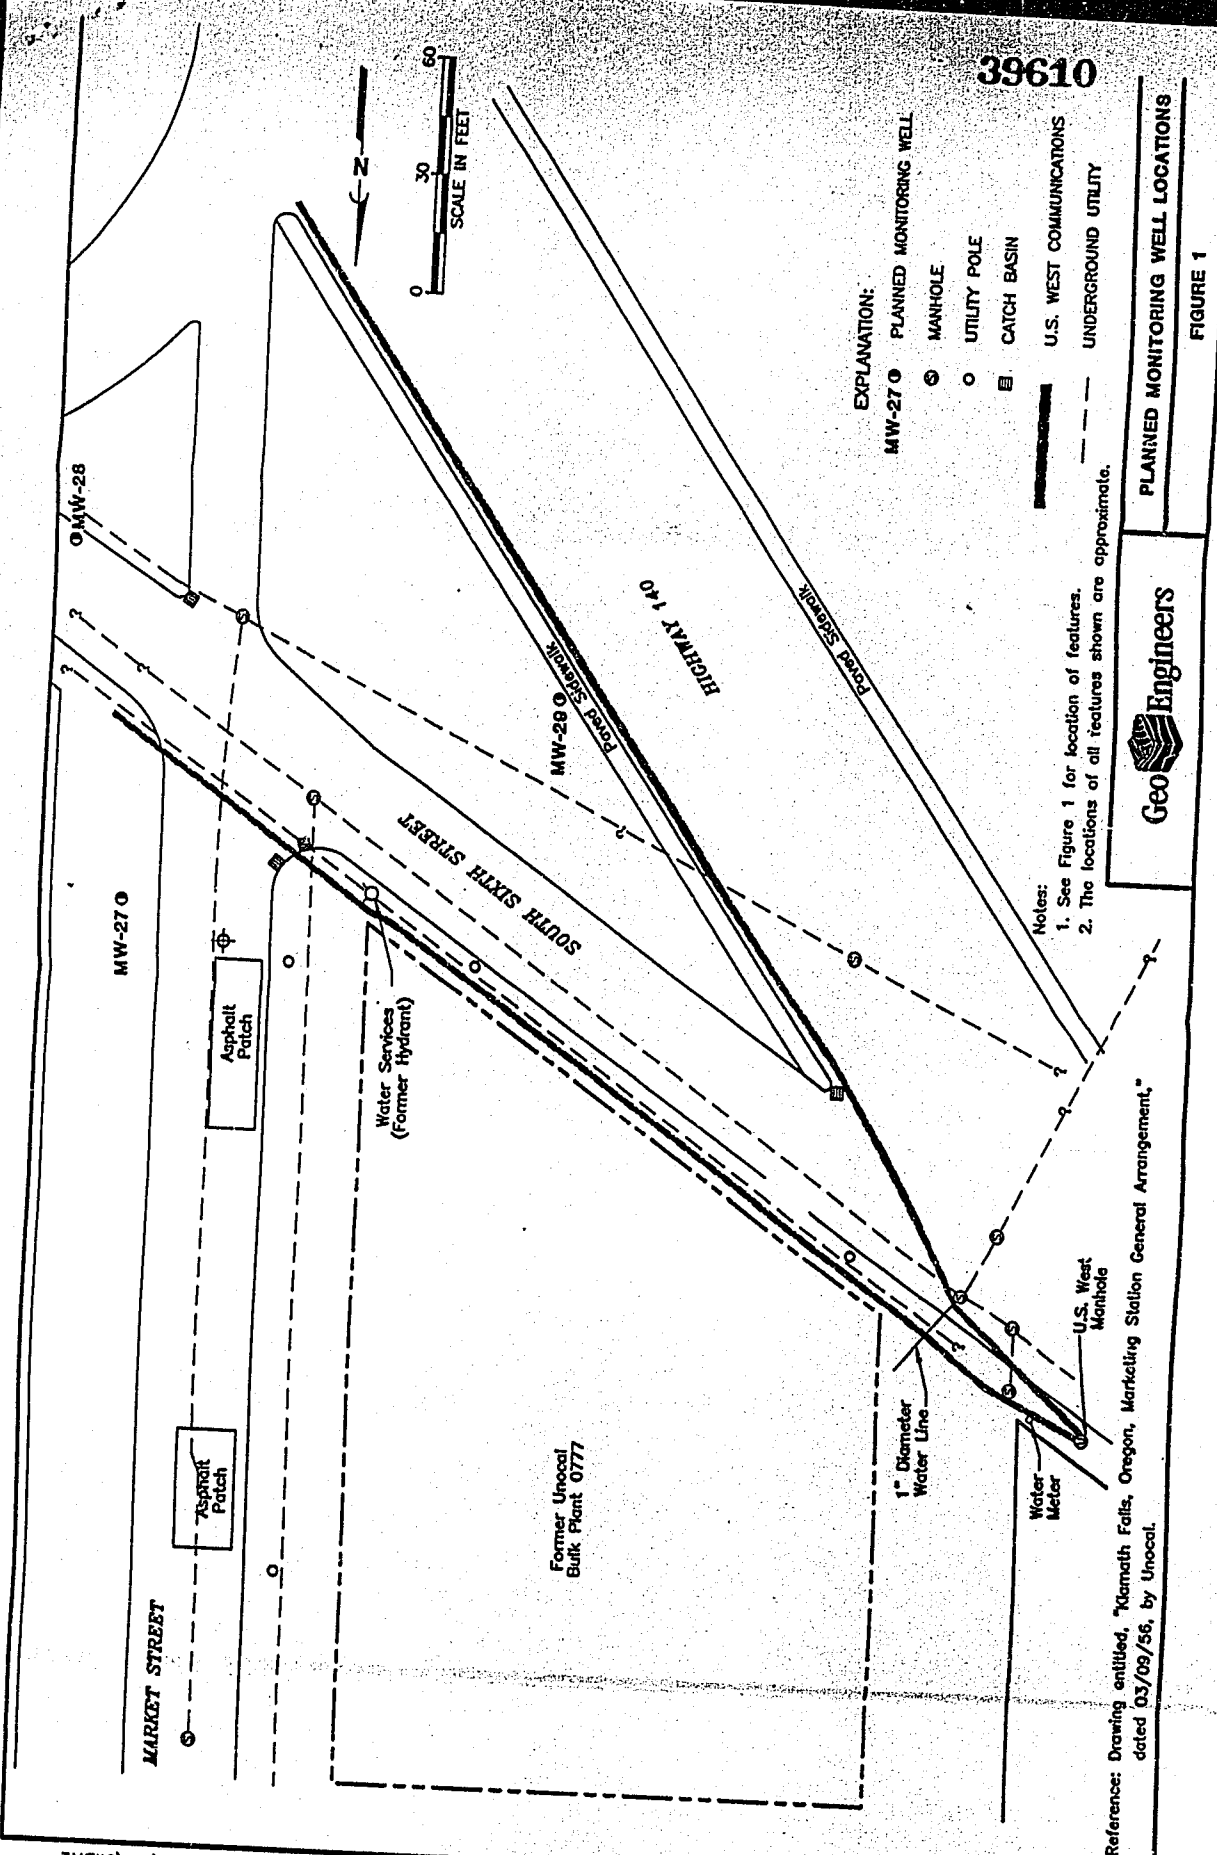 39610
MW-28
N
0 30 60
SCALE IN FEET
EXPLANATION:
MW-27 PLANNED MONITORING WELL
S MANHOLE
UTILITY POLE
CATCH BASIN
U.S. WEST COMMUNICATIONS
UNDERGROUND UTILITY
MW-27
MW-29
Paved Sidewalk
HIGHWAY 140
Paved Sidewalk
SOUTH SIXTH STREET
Asphalt
Patch
Water Services
(Former Hydrant)
MARKET STREET
Asphalt
Patch
Former Unocal
Bulk Plant 0777
1" Diameter
Water Line
Water
Meter
U.S. West
Manhole
Notes:
1. See Figure 1 for location of features.
2. The locations of all features shown are approximate.
Reference: Drawing entitled, "Klamath Falls, Oregon, Marketing Station General Arrangement,"
dated 03/09/56, by Unocal.
Geo Engineers
PLANNED MONITORING WELL LOCATIONS
FIGURE 1